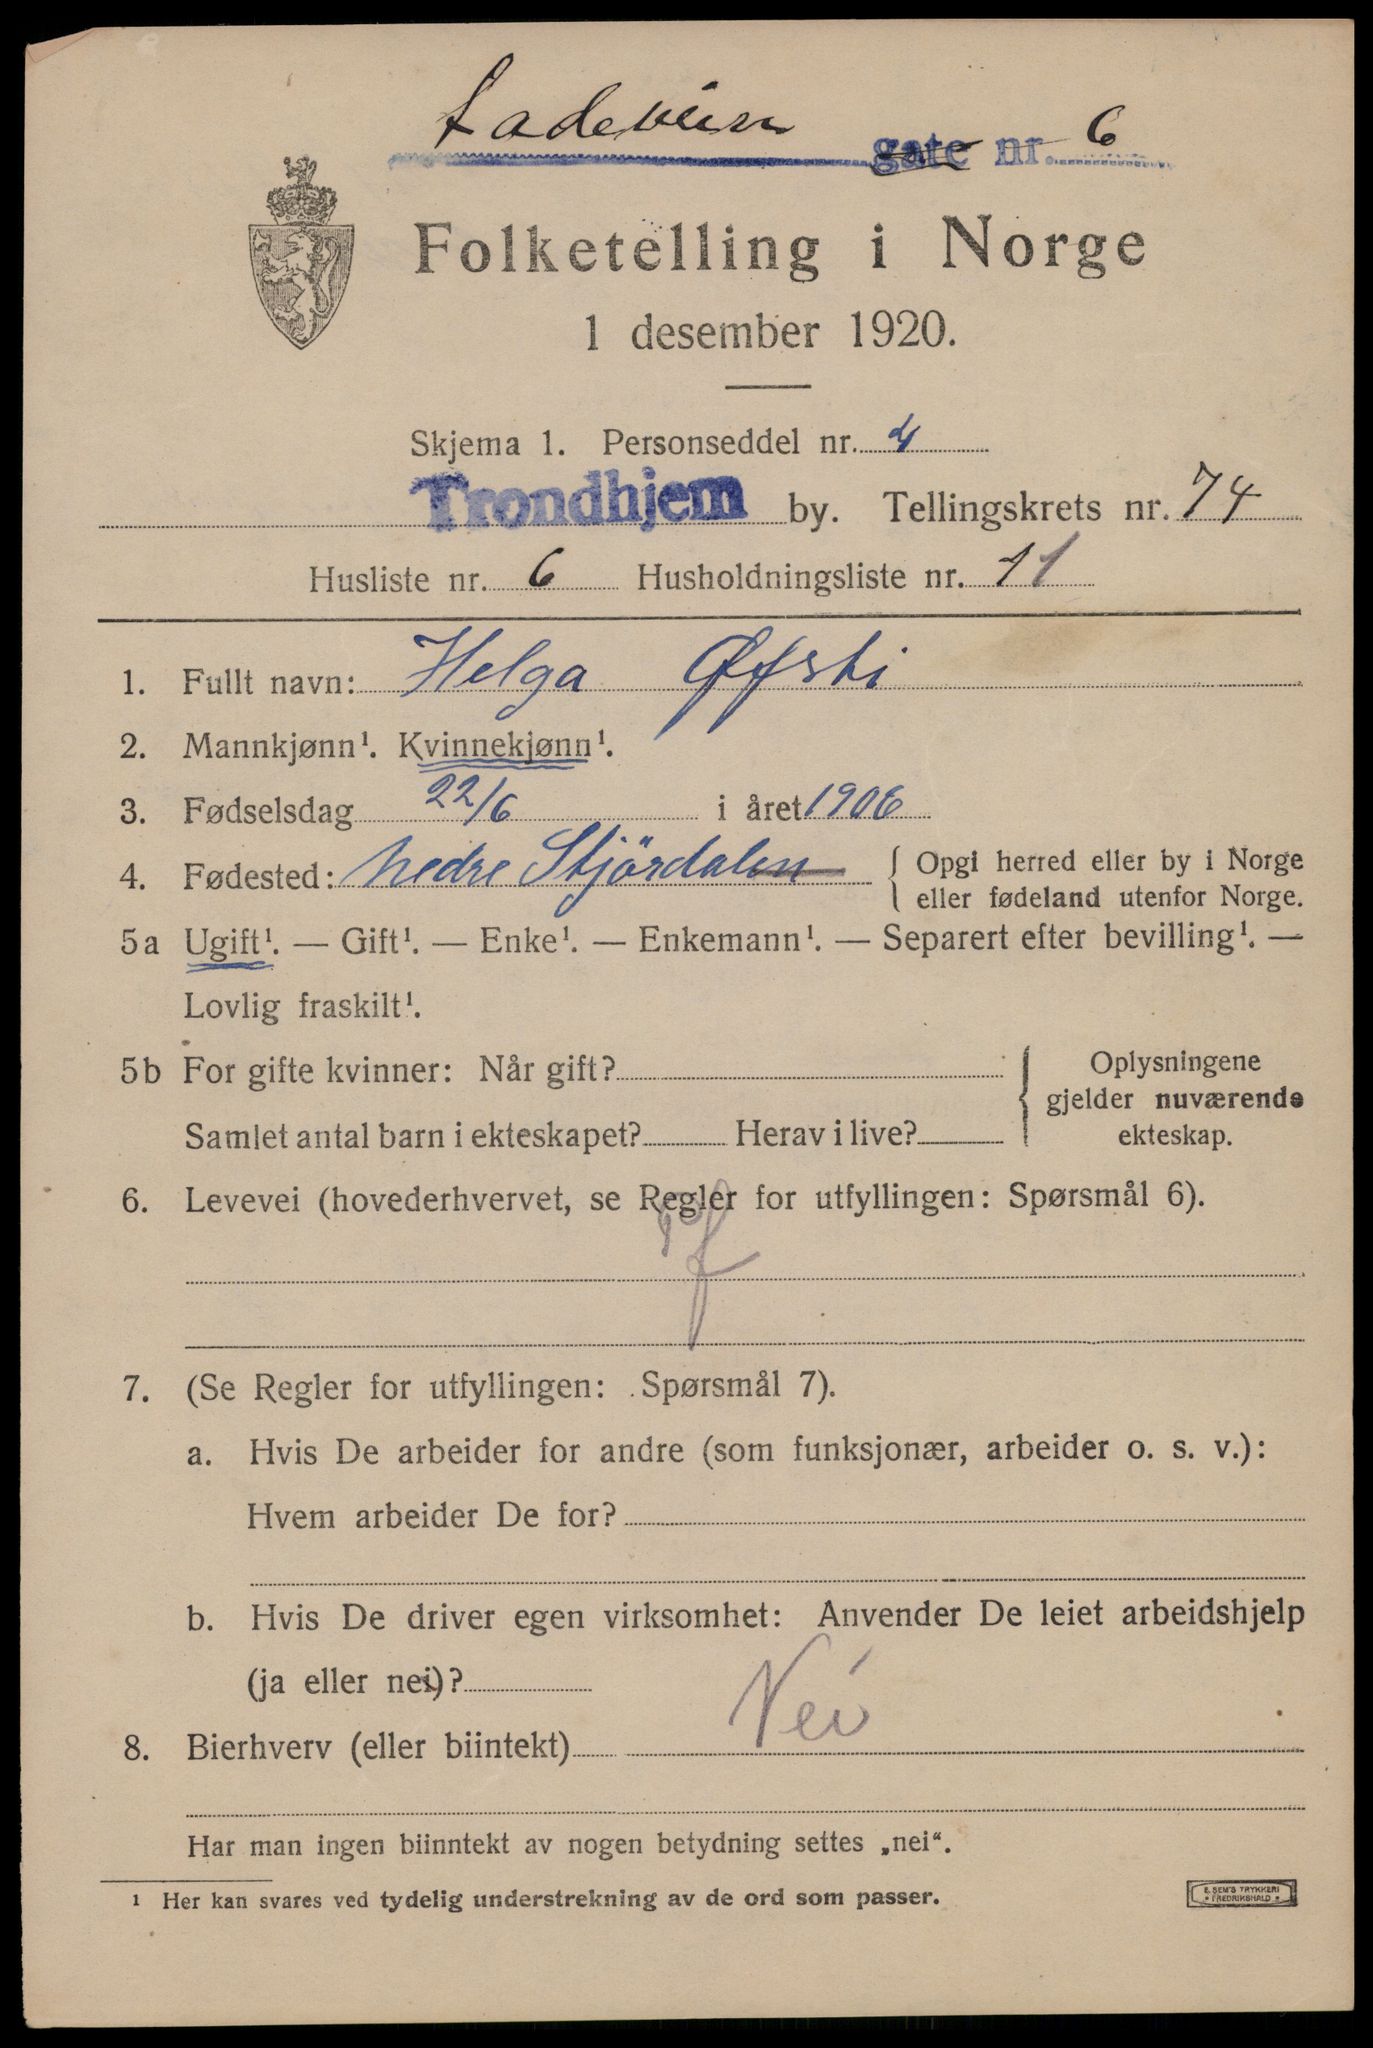 Ladeveien gate nr. 6
Folketelling i Norge
1 desember 1920.
Skjema 1. Personseddel nr. 4
Trondhjem by. Tellingskrets nr. 74
Husliste nr. 6 Husholdningsliste nr. 11
1. Fullt navn: Helga Øfsti
2. Mannkjønn¹. Kvinnekjønn¹.
3. Fødselsdag 22/6 i året 1906
4. Fødested: Nedre Stjördalen { Opgi herred eller by i Norge
eller fødeland utenfor Norge.
5a Ugift¹. — Gift¹. — Enke¹. — Enkemann¹. — Separert efter bevilling¹. —
Lovlig fraskilt¹.
5b For gifte kvinner: Når gift?
Samlet antal barn i ekteskapet? Herav i live?
Oplysningene
gjelder nuværende
ekteskap.
6. Levevei (hovederhvervet, se Regler for utfyllingen: Spørsmål 6).
f
7. (Se Regler for utfyllingen: Spørsmål 7).
a. Hvis De arbeider for andre (som funksjonær, arbeider o. s. v.):
Hvem arbeider De for?
b. Hvis De driver egen virksomhet: Anvender De leiet arbeidshjelp
(ja eller nei)?
8. Bierhverv (eller biintekt) Nei
Har man ingen biinntekt av nogen betydning settes „nei“.
¹ Her kan svares ved tydelig understrekning av de ord som passer.
E. SEM'S TRYKKERI
• FREDRIKSHALD •